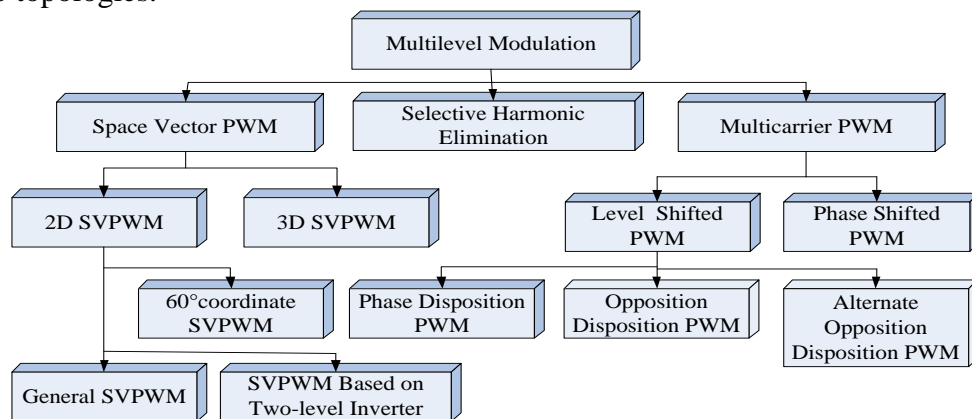 topologies.
Multilevel Modulation
Space Vector PWM
Selective Harmonic
Elimination
Multicarrier PWM
2D SVPWM
3D SVPWM
Level Shifted
PWM
Phase Shifted
PWM
60°coordinate
SVPWM
Phase Disposition
PWM
Opposition
Disposition PWM
Alternate
Opposition
Disposition PWM
General SVPWM
SVPWM Based on
Two-level Inverter